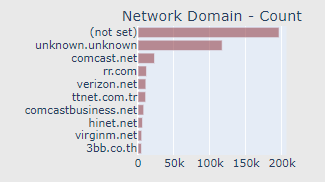 Network Domain - Count
(not set)
unknown.unknown
comcast.net
rr.com
verizon.net
ttnet.com.tr
comcastbusiness.net
hinet.net
virginm.net
3bb.co.th
0 50k 100k 150k 200k